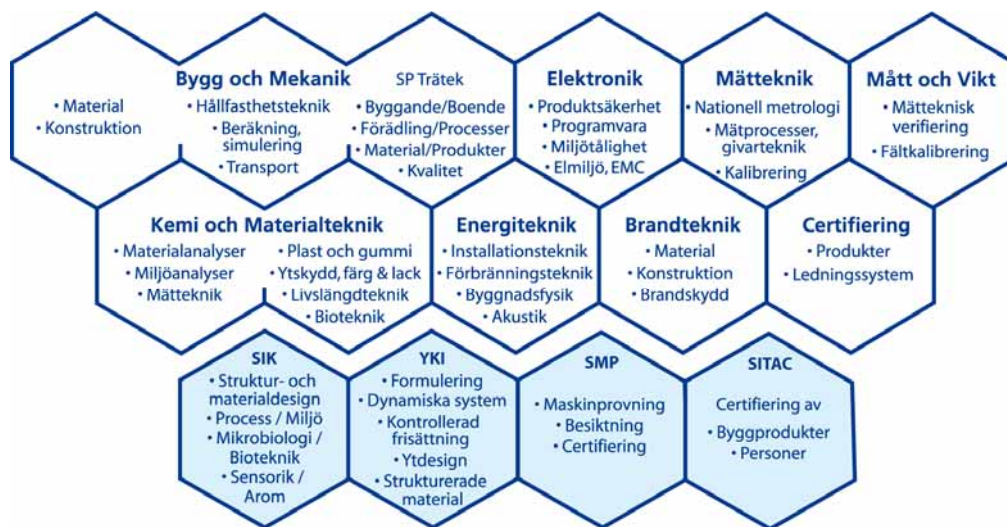 Bygg och Mekanik
• Material
• Konstruktion
• Hållfasthetsteknik
• Beräkning,
simulering
• Transport
SP Trätek
• Byggande/Boende
• Förädling/Processer
• Material/Produkter
• Kvalitet
Elektronik
• Produktsäkerhet
• Programvara
• Miljötålighet
• Elmiljö, EMC
Mätteknik
• Nationell metrologi
• Mätprocesser,
givarteknik
• Kalibrering
Mått och Vikt
• Mätteknisk
verifiering
• Fältkalibrering
Kemi och Materialteknik
• Materialanalyser
• Miljöanalyser
• Mätteknik
• Plast och gummi
• Ytskydd, färg & lack
• Livslängdteknik
• Bioteknik
Energiteknik
• Installationsteknik
• Förbränningsteknik
• Byggnadsfysik
• Akustik
Brandteknik
• Material
• Konstruktion
• Brandskydd
Certifiering
• Produkter
• Ledningssystem
SIK
• Struktur- och
materialdesign
• Process / Miljö
• Mikrobiologi /
Bioteknik
• Sensorik /
Arom
YKI
• Formulering
• Dynamiska system
• Kontrollerad
frisättning
• Ytdesign
• Strukturerade
material
SMP
• Maskinprovning
• Besiktning
• Certifiering
SITAC
Certifiering av
• Byggprodukter
• Personer